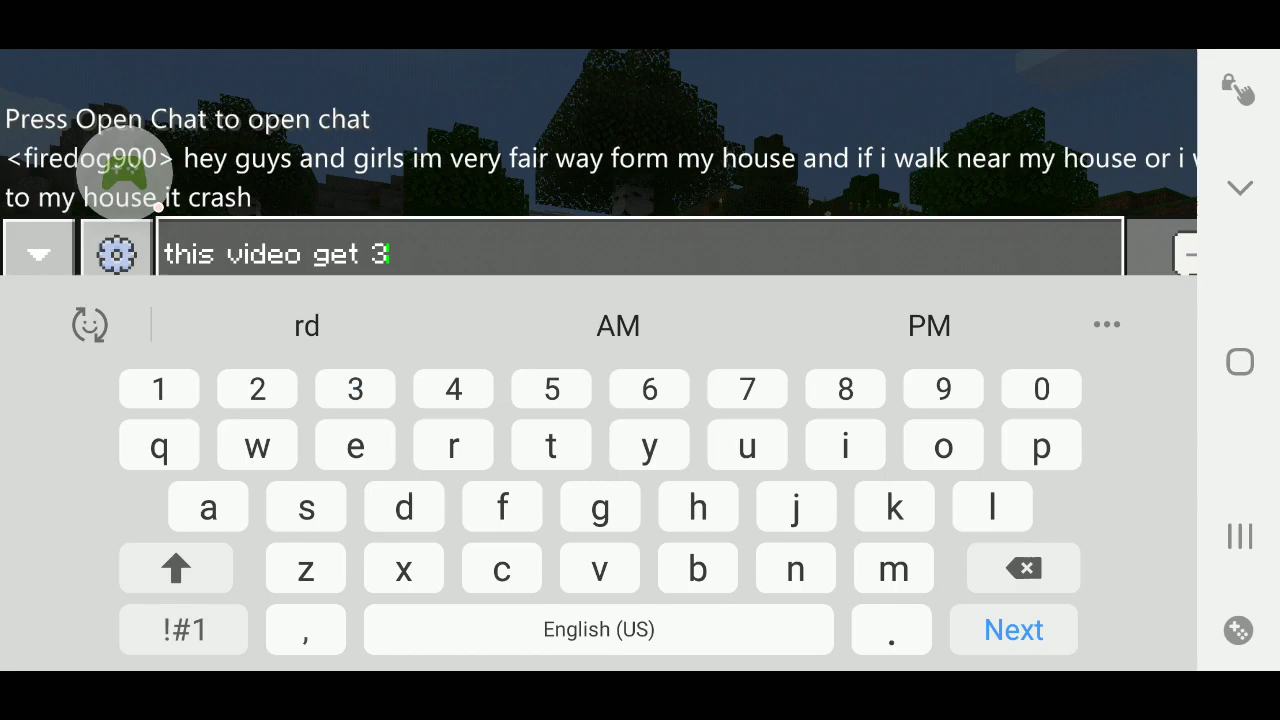 Press Open Chat to open chat
<firedog900> hey guys and girls im very fair way form my house and if i walk near my house or i
to my house it crash
this video get 3
rd AM PM
1 2 3 4 5 6 7 8 9 0
q w e r t y u i o p
a s d f g h j k l
z x c v b n m
!#1 , English (US) . Next